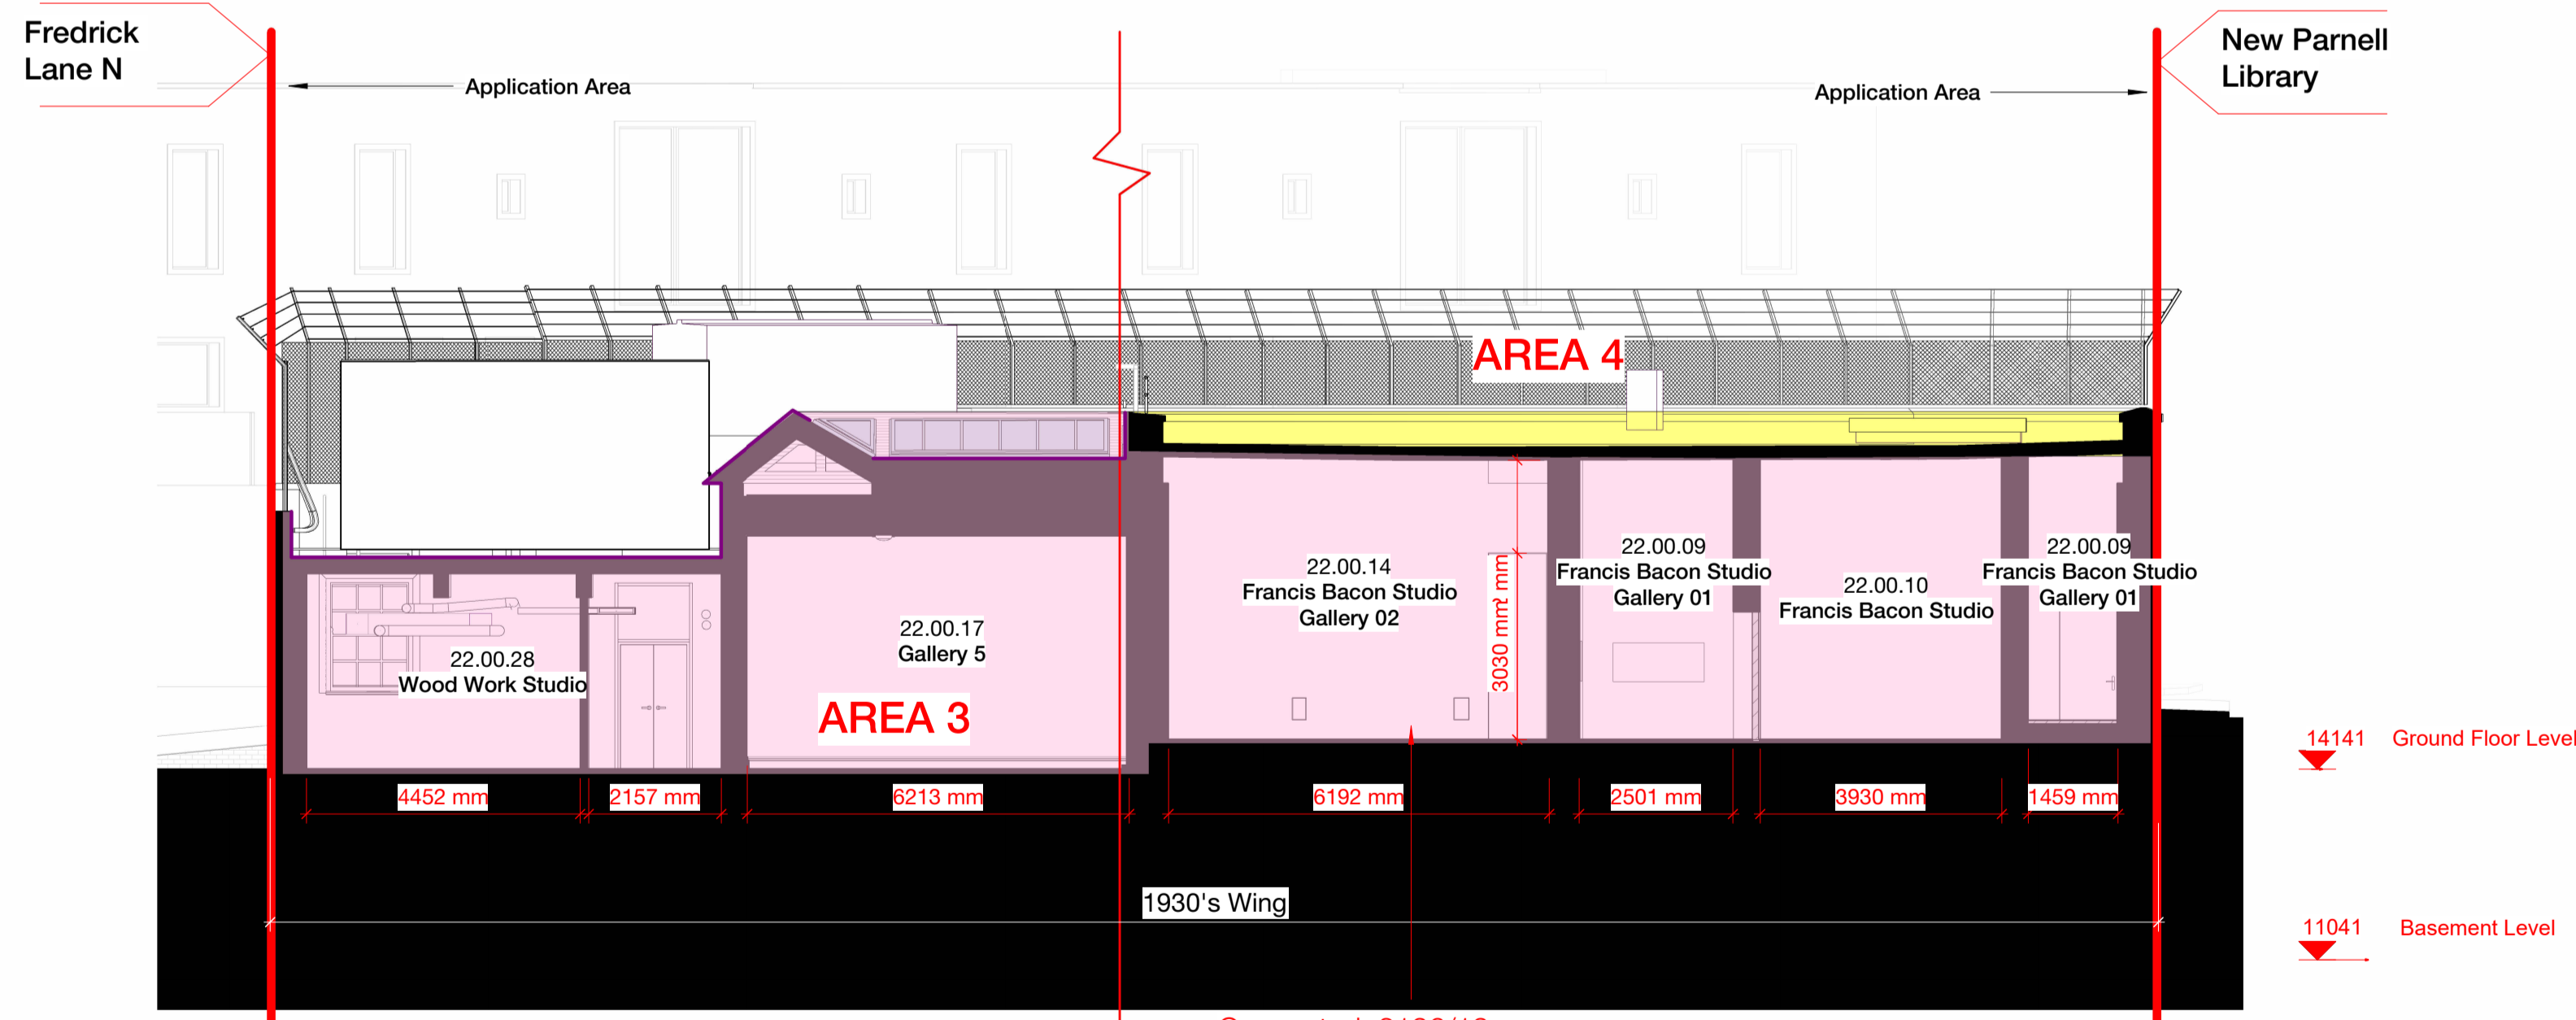 Fredrick
Lane N
Application Area
Application Area
New Parnell
Library
AREA 4
22.00.28
Wood Work Studio
22.00.17
Gallery 5
AREA 3
22.00.14
Francis Bacon Studio
Gallery 02
3030 mm
mm
22.00.09
Francis Bacon Studio
Gallery 01
22.00.10
Francis Bacon Studio
22.00.09
Francis Bacon Studio
Gallery 01
14141 Ground Floor Level
4452 mm
2157 mm
6213 mm
6192 mm
2501 mm
3930 mm
1459 mm
1930's Wing
11041 Basement Level